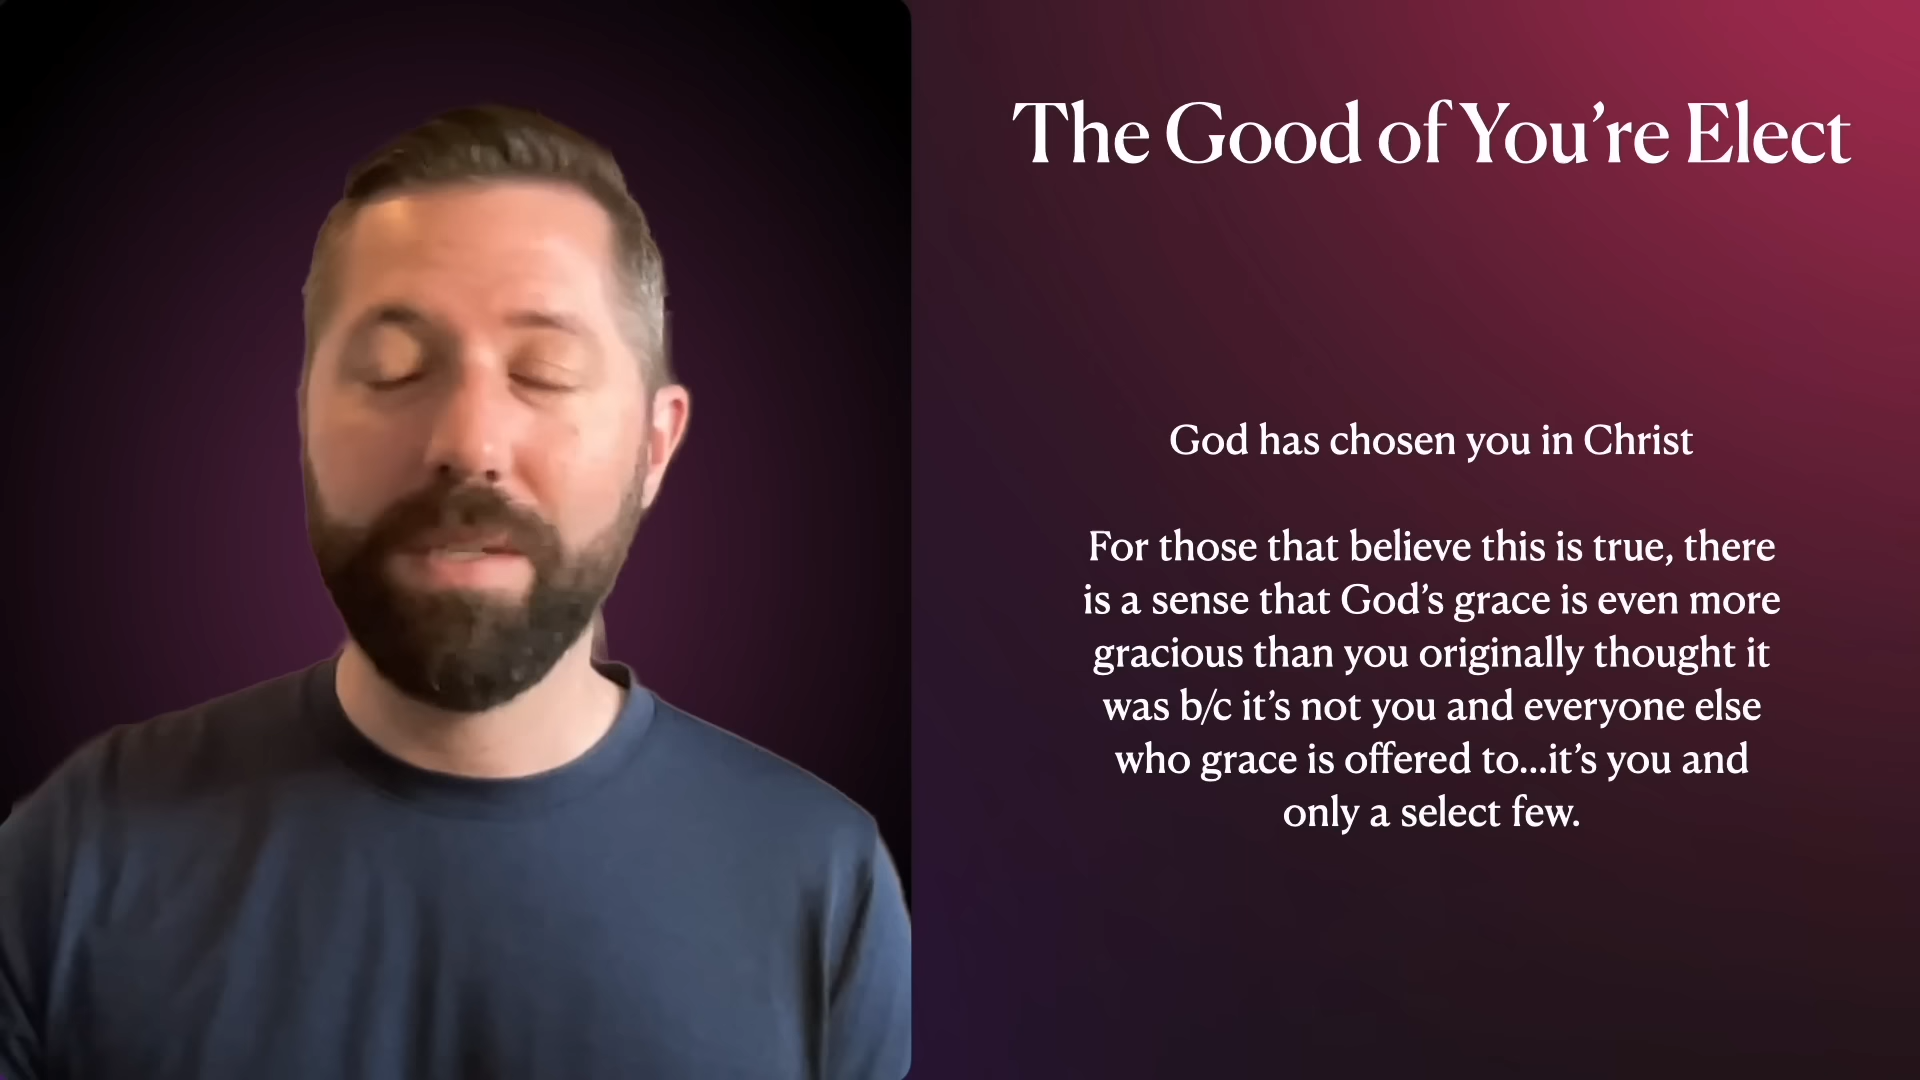 The Good of You’re Elect
God has chosen you in Christ
For those that believe this is true, there
is a sense that God’s grace is even more
gracious than you originally thought it
was b/c it’s not you and everyone else
who grace is offered to...it’s you and
only a select few.